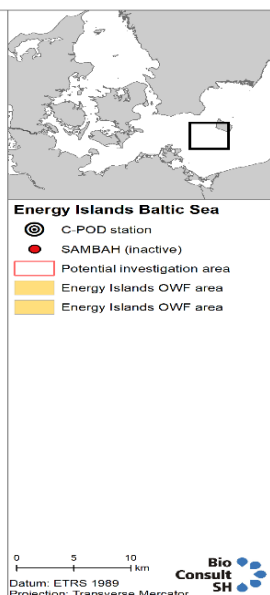 Energy Islands Baltic Sea
C-POD station
SAMBAH (inactive)
Potential investigation area
Energy Islands OWF area
Energy Islands OWF area
0 5 10
km
Bio
Consult
SH
Datum: ETRS 1989
Projection: Transverse Mercator